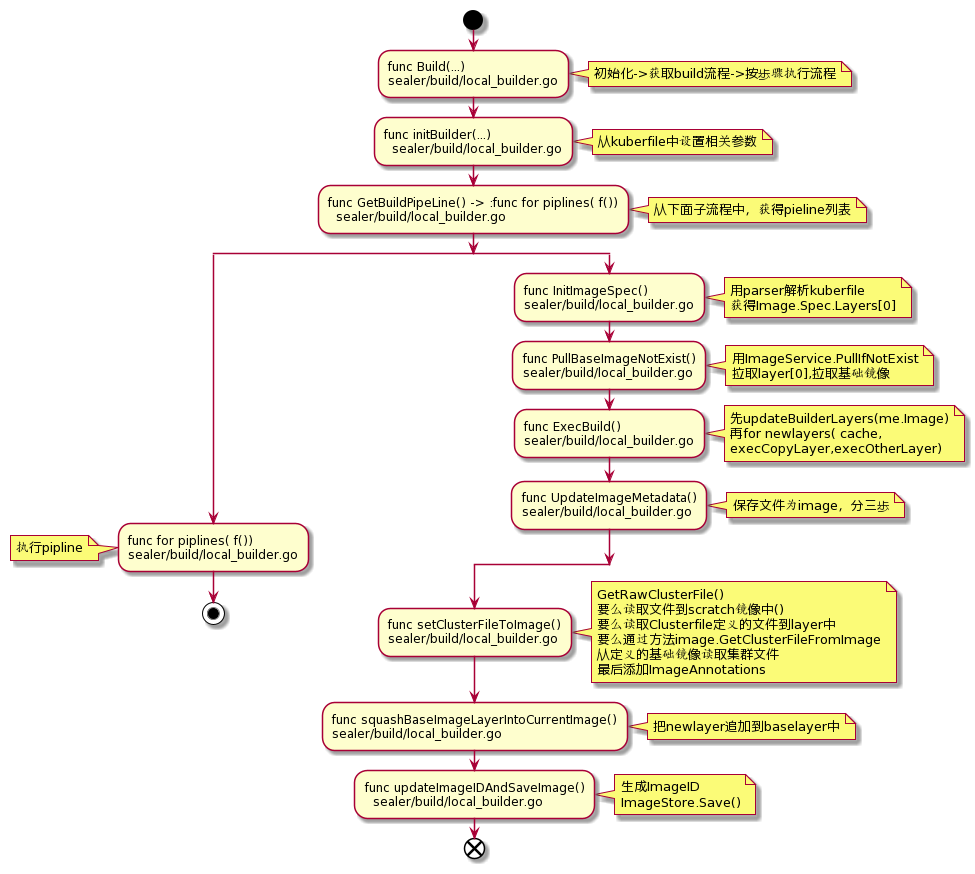 func Build(...)
sealer/build/local_builder.go
初始化->获取build流程->按步骤执行流程
func initBuilder(...)
sealer/build/local_builder.go
从kuberfile中设置相关参数
func GetBuildPipeLine() -> :func for piplines( f())
sealer/build/local_builder.go
从下面子流程中，获得pieline列表
func InitImageSpec()
sealer/build/local_builder.go
用parser解析kuberfile
获得Image.Spec.Layers[0]
func PullBaseImageNotExist()
sealer/build/local_builder.go
用ImageService.PullIfNotExist
拉取layer[0],拉取基础镜像
func ExecBuild()
sealer/build/local_builder.go
先updateBuilderLayers(me.Image)
再for newlayers( cache,
execCopyLayer,execOtherLayer)
func UpdateImageMetadata()
sealer/build/local_builder.go
保存文件为image，分三步
执行pipline
func for piplines( f())
sealer/build/local_builder.go
func setClusterFileToImage()
sealer/build/local_builder.go
GetRawClusterFile()
要么读取文件到scratch镜像中()
要么读取Clusterfile定义的文件到layer中
要么通过方法image.GetClusterFileFromImage
从定义的基础镜像读取集群文件
最后添加ImageAnnotations
func squashBaseImageLayerIntoCurrentImage()
sealer/build/local_builder.go
把newlayer追加到baselayer中
func updateImageIDAndSaveImage()
sealer/build/local_builder.go
生成ImageID
ImageStore.Save()